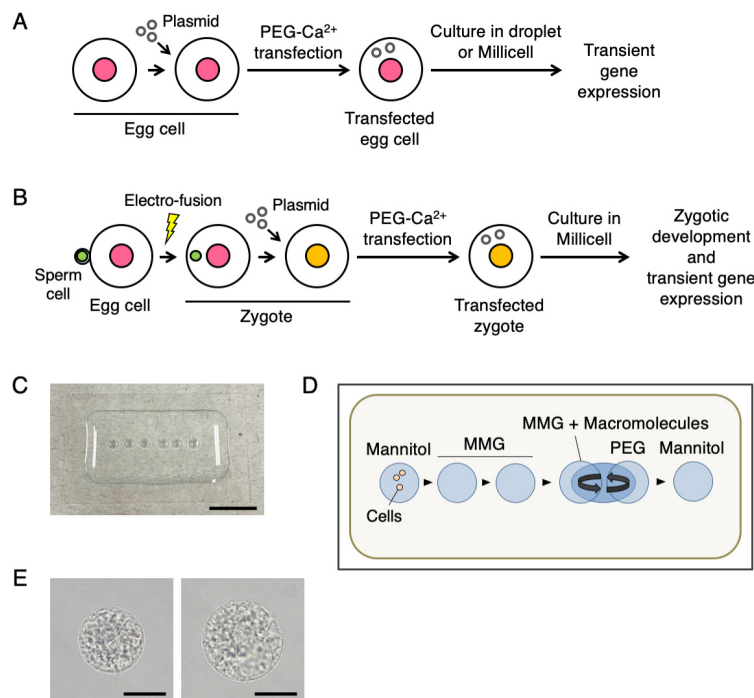 A
Plasmid
PEG-Ca²⁺
transfection
Culture in droplet
or Millicell
Transient
gene
expression
Egg cell
Transfected
egg cell
B
Electro-fusion
Plasmid
PEG-Ca²⁺
transfection
Culture in
Millicell
Zygotic
development
and
transient gene
expression
Sperm
cell
Egg cell
Zygote
Transfected
zygote
C
D
MMG + Macromolecules
Mannitol
MMG
PEG
Mannitol
Cells
E